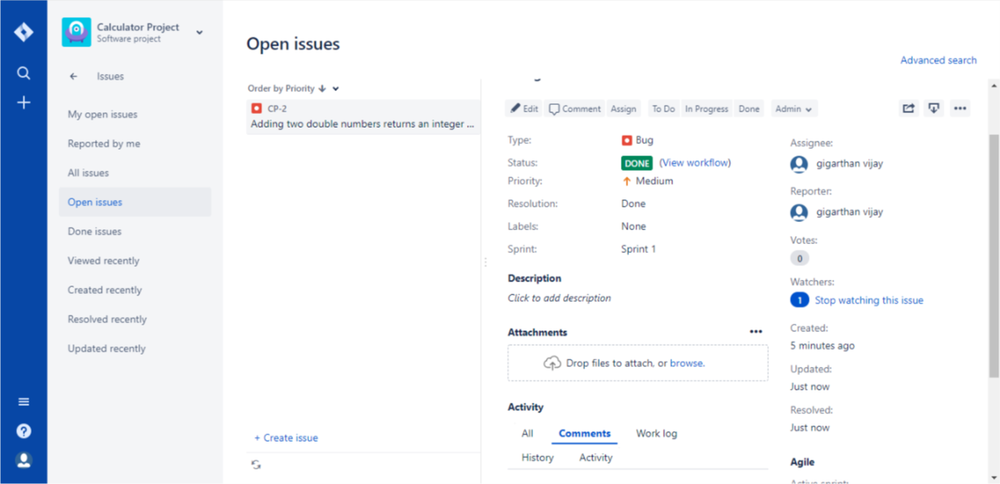 Calculator Project
Software project
Issues
My open issues
Reported by me
All issues
Open issues
Done issues
Viewed recently
Created recently
Resolved recently
Updated recently
Open issues
Advanced search
Order by Priority
CP-2
Adding two double numbers returns an integer ...
+ Create issue
Edit Comment Assign To Do In Progress Done Admin
Type: Bug
Status: DONE (View workflow)
Priority: Medium
Resolution: Done
Labels: None
Sprint: Sprint 1
Description
Click to add description
Attachments
Drop files to attach, or browse.
Activity
All Comments Work log
History Activity
Assignee:
gigarthan vijay
Reporter:
gigarthan vijay
Votes:
0
Watchers:
1 Stop watching this issue
Created:
5 minutes ago
Updated:
Just now
Resolved:
Just now
Agile
Active sprint: